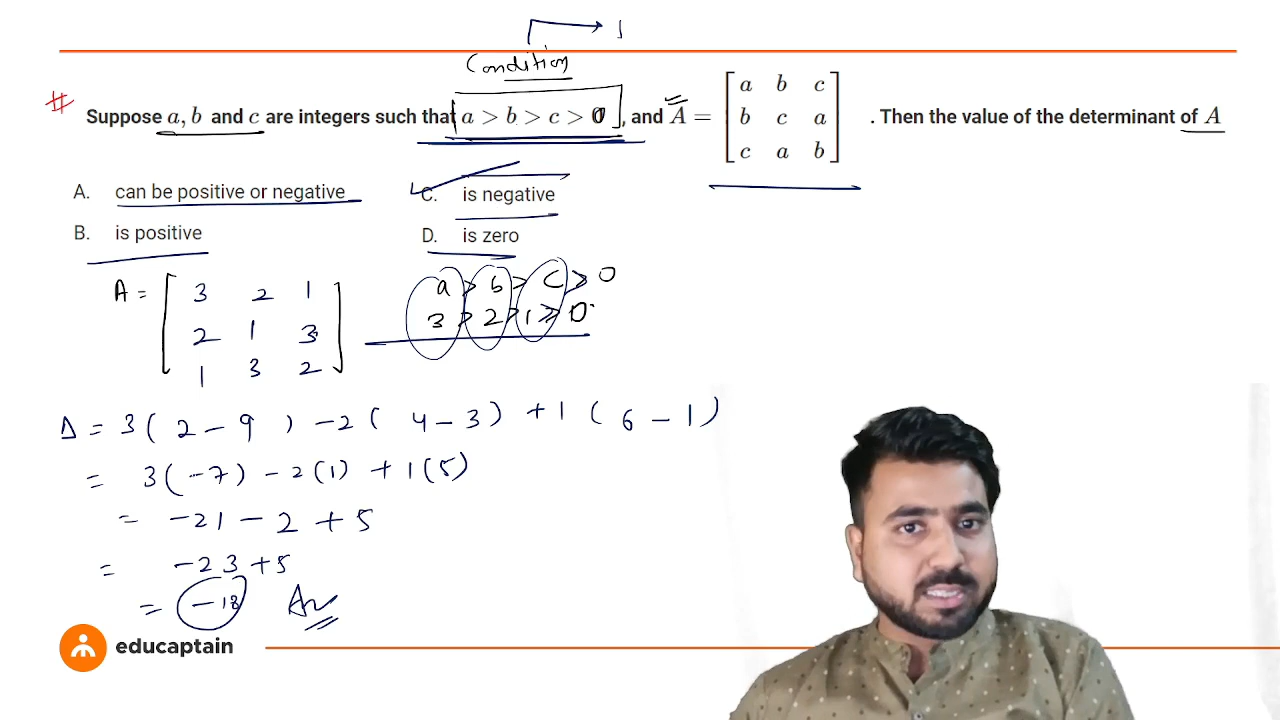 1
Condition
# Suppose a, b and c are integers such that a > b > c > 0, and A = [ a b c
b c a
c a b ] . Then the value of the determinant of A
A. can be positive or negative
C. is negative
B. is positive
D. is zero
A = [ 3 2 1
2 1 3
1 3 2 ]
a > b > c > 0
3 > 2 > 1 > 0
Δ = 3( 2 - 9 ) - 2( 4 - 3 ) + 1 ( 6 - 1 )
= 3(-7) - 2(1) + 1(5)
= -21 - 2 + 5
= -23 + 5
= -18 Ans
educaptain